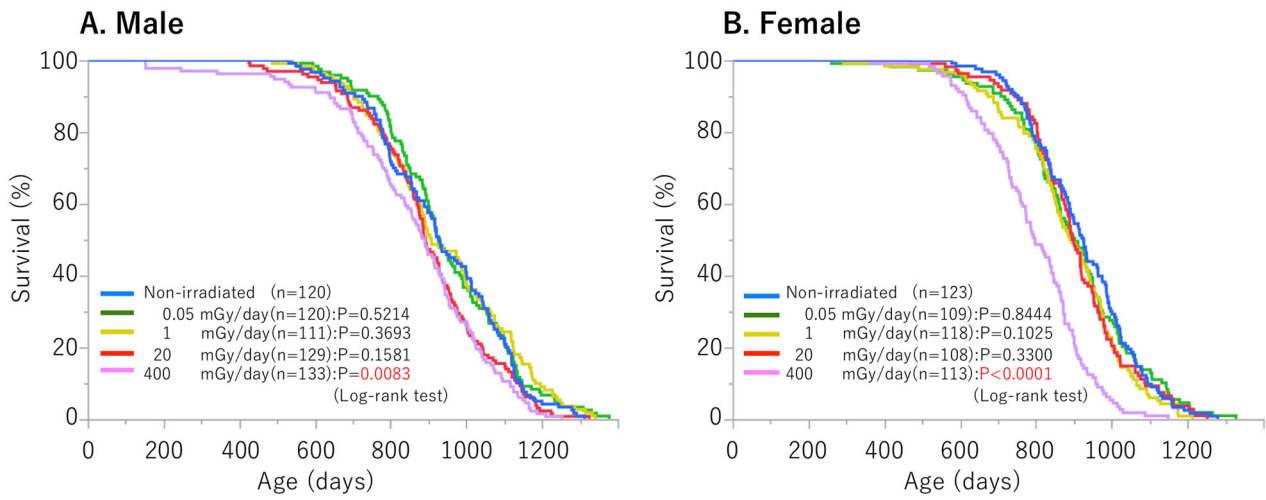 A. Male
Survival (%)
100
80
60
40
20
0
Non-irradiated (n=120)
0.05 mGy/day(n=120):P=0.5214
1 mGy/day(n=111):P=0.3693
20 mGy/day(n=129):P=0.1581
400 mGy/day(n=133):P=0.0083
(Log-rank test)
0 200 400 600 800 1000 1200
Age (days)
B. Female
Survival (%)
100
80
60
40
20
0
Non-irradiated (n=123)
0.05 mGy/day(n=109):P=0.8444
1 mGy/day(n=118):P=0.1025
20 mGy/day(n=108):P=0.3300
400 mGy/day(n=113):P<0.0001
(Log-rank test)
0 200 400 600 800 1000 1200
Age (days)